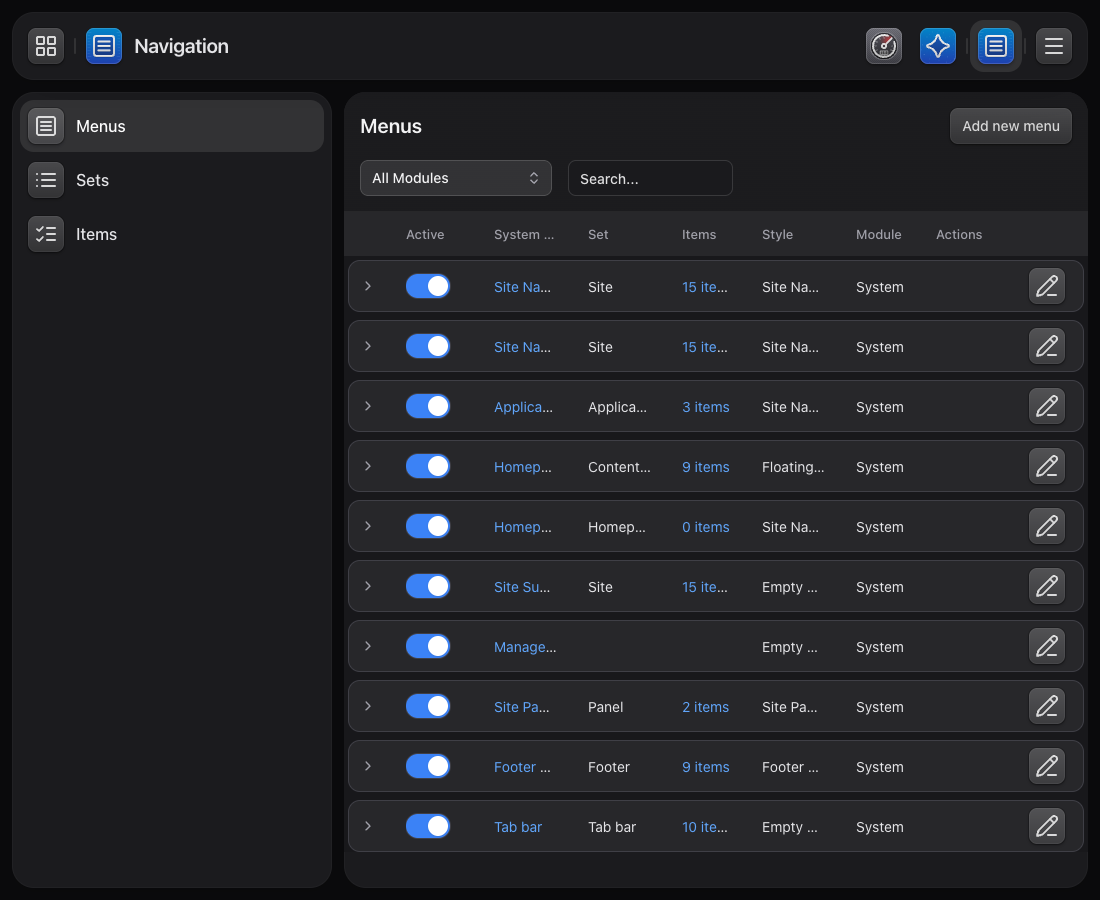 Navigation
Menus
Sets
Items
Menus
Add new menu
All Modules
Search...
Active System ... Set Items Style Module Actions
Site Na... Site 15 ite... Site Na... System
Site Na... Site 15 ite... Site Na... System
Applica... Applica... 3 items Site Na... System
Homep... Content... 9 items Floating... System
Homep... Homep... 0 items Site Na... System
Site Su... Site 15 ite... Empty ... System
Manage... Empty ... System
Site Pa... Panel 2 items Site Pa... System
Footer ... Footer 9 items Footer ... System
Tab bar Tab bar 10 ite... Empty ... System